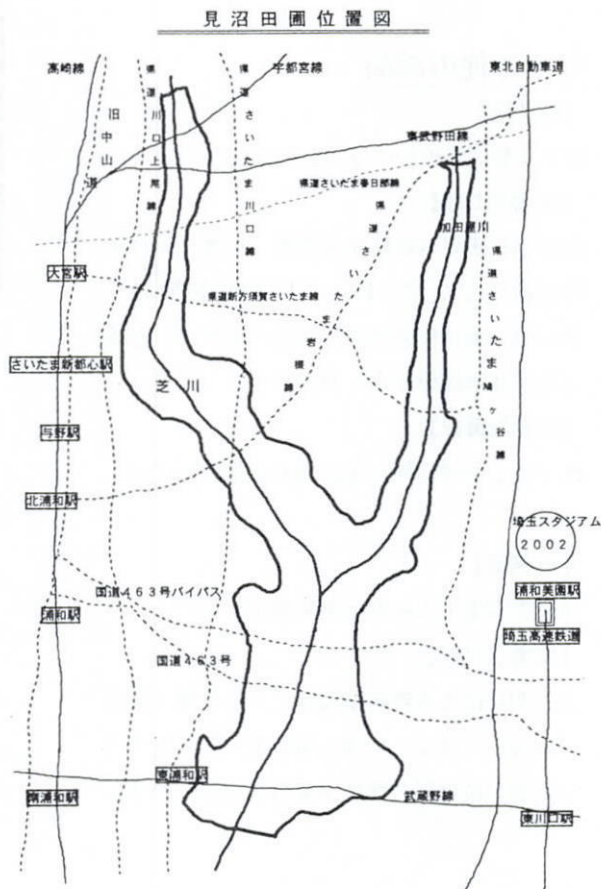 見沼田圃位置図
高崎線
県道川口上尾線
県道さいたま川口線
宇都宮線
東北自動車道
旧中山道
東武野田線
県道さいたま春日部線
県道さいたま岩槻線
加田屋川
県道さいたま鳩ヶ谷線
大宮駅
県道新方須賀さいたま線
さいたま新都心駅
芝川
与野駅
北浦和駅
埼玉スタジアム
2002
国道463号バイパス
浦和美園駅
浦和駅
埼玉高速鉄道
国道463号
東浦和駅
南浦和駅
武蔵野線
東川口駅